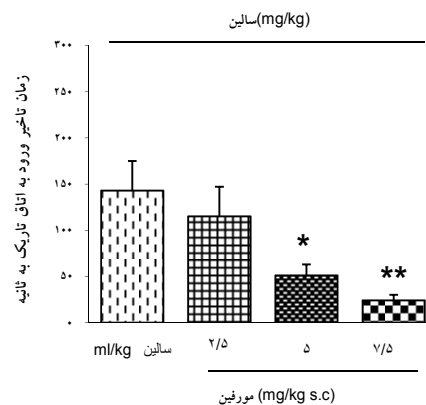 سالین(mg/kg)
زمان تاخیر ورود به اتاق تاریک به ثانیه
۳۰۰
۲۵۰
۲۰۰
۱۵۰
۱۰۰
۵۰
۰
*
**
ml/kg سالین ۲/۵ ۵ ۷/۵
مورفین (mg/kg s.c)